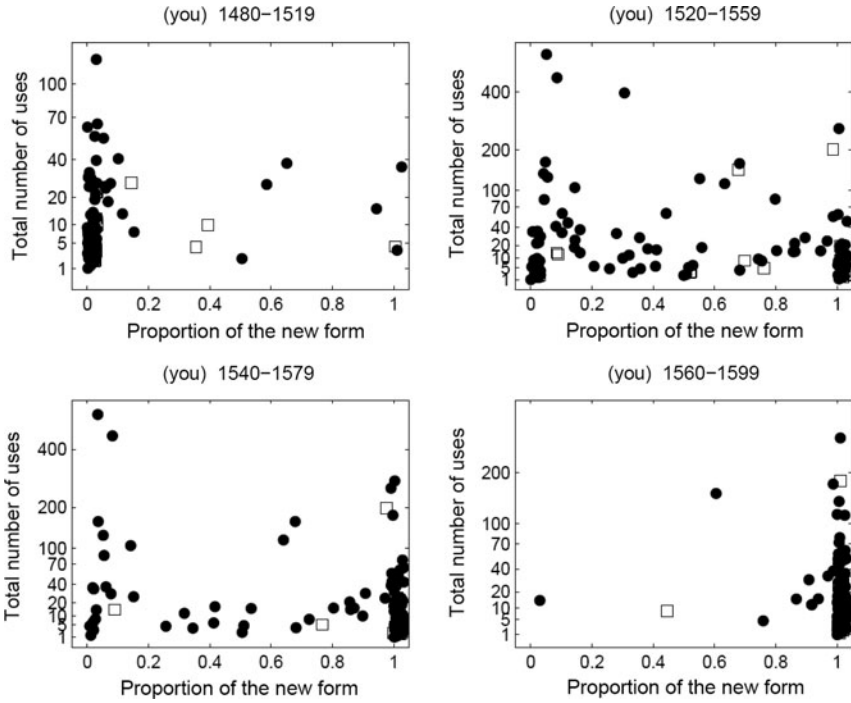 (you) 1480−1519
Total number of uses
100
70
40
20
10
5
1
0 0.2 0.4 0.6 0.8 1
Proportion of the new form
(you) 1520−1559
Total number of uses
400
200
100
70
40
20
10
5
1
0 0.2 0.4 0.6 0.8 1
Proportion of the new form
(you) 1540−1579
Total number of uses
400
200
100
70
40
20
10
5
1
0 0.2 0.4 0.6 0.8 1
Proportion of the new form
(you) 1560−1599
Total number of uses
200
100
70
40
20
10
5
1
0 0.2 0.4 0.6 0.8 1
Proportion of the new form